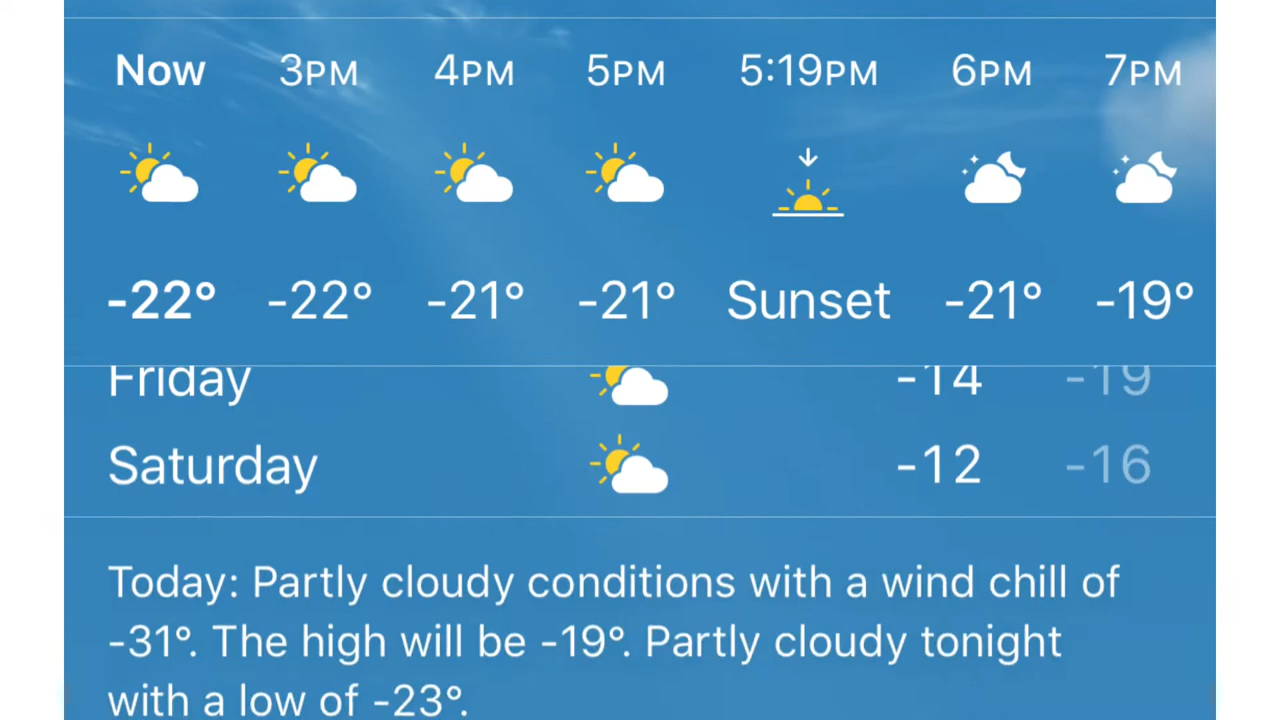 Now 3PM 4PM 5PM 5:19PM 6PM 7PM
-22° -22° -21° -21° Sunset -21° -19°
Friday -14 -19
Saturday -12 -16
Today: Partly cloudy conditions with a wind chill of
-31°. The high will be -19°. Partly cloudy tonight
with a low of -23°.